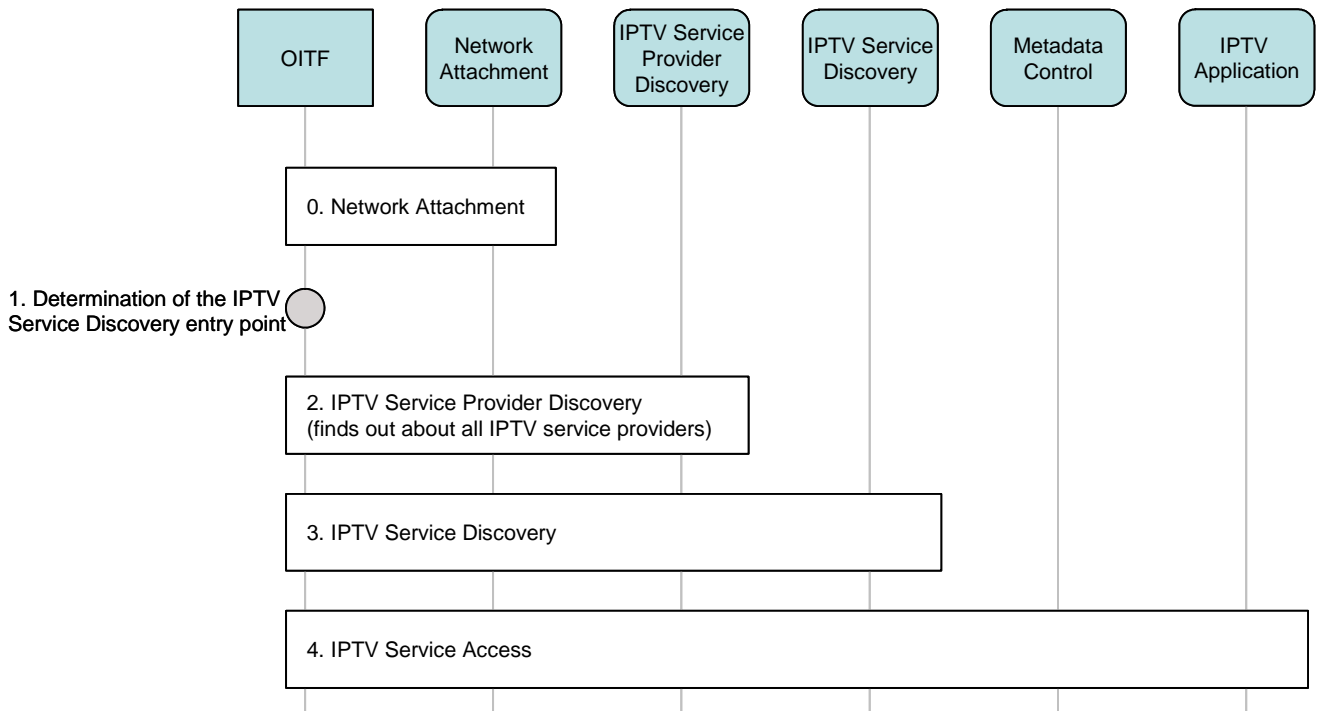 OITF
Network
Attachment
IPTV Service
Provider
Discovery
IPTV Service
Discovery
Metadata
Control
IPTV
Application
0. Network Attachment
1. Determination of the IPTV
Service Discovery entry point
2. IPTV Service Provider Discovery
(finds out about all IPTV service providers)
3. IPTV Service Discovery
4. IPTV Service Access